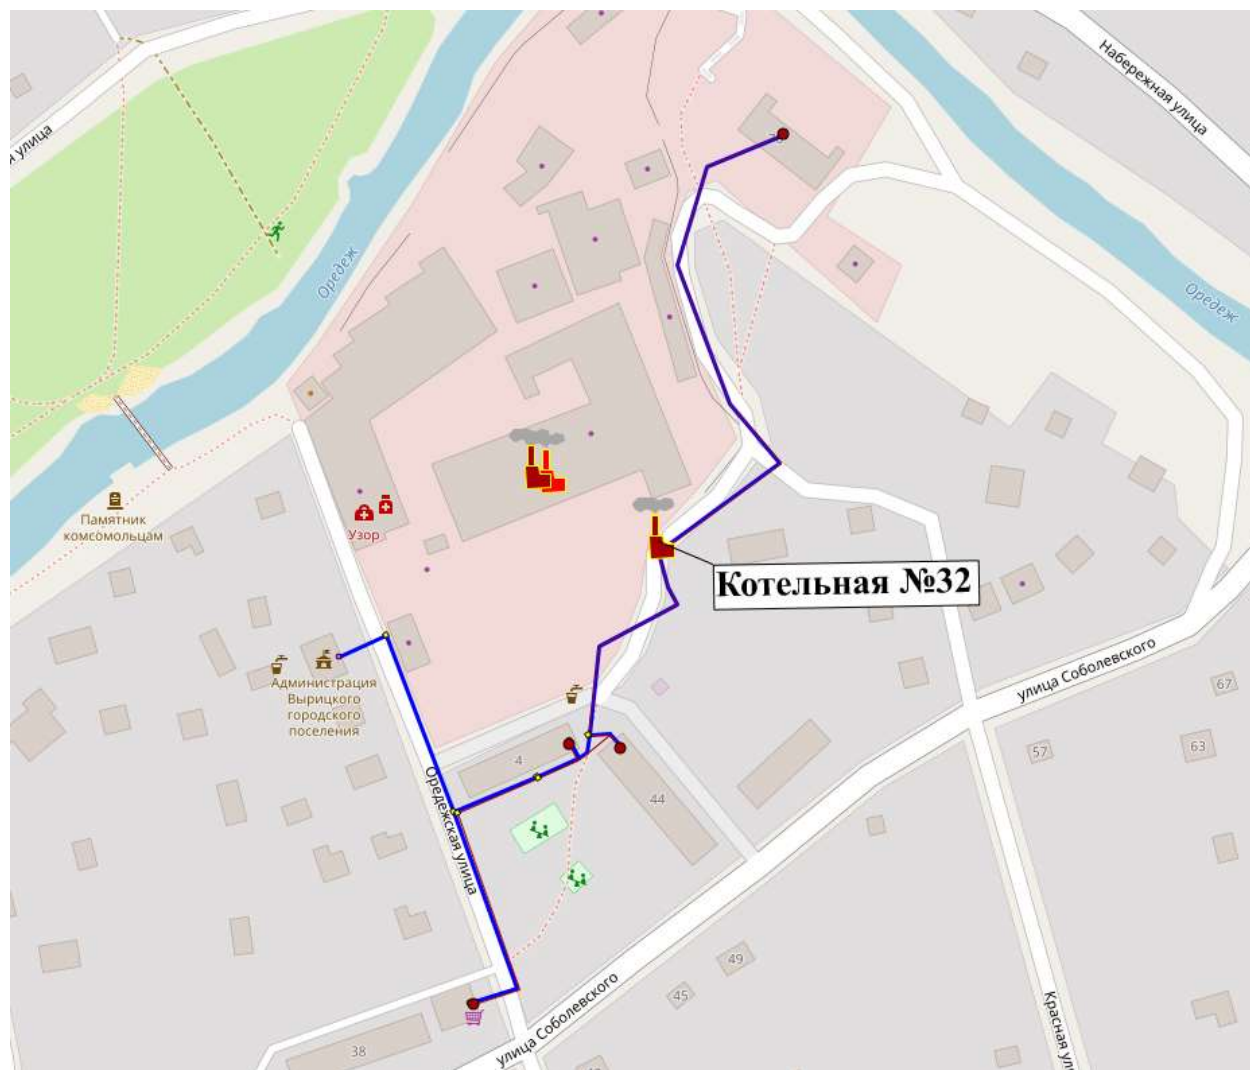 Набережная улица
улица
Оредеж
Оредеж
Памятник
комсомольцам
Узор
Котельная №32
Администрация
Вырицкого
городского
поселения
улица Соболевского
67
63
57
4
44
Оредежская улица
49
45
улица Соболевского
38
Красная ули